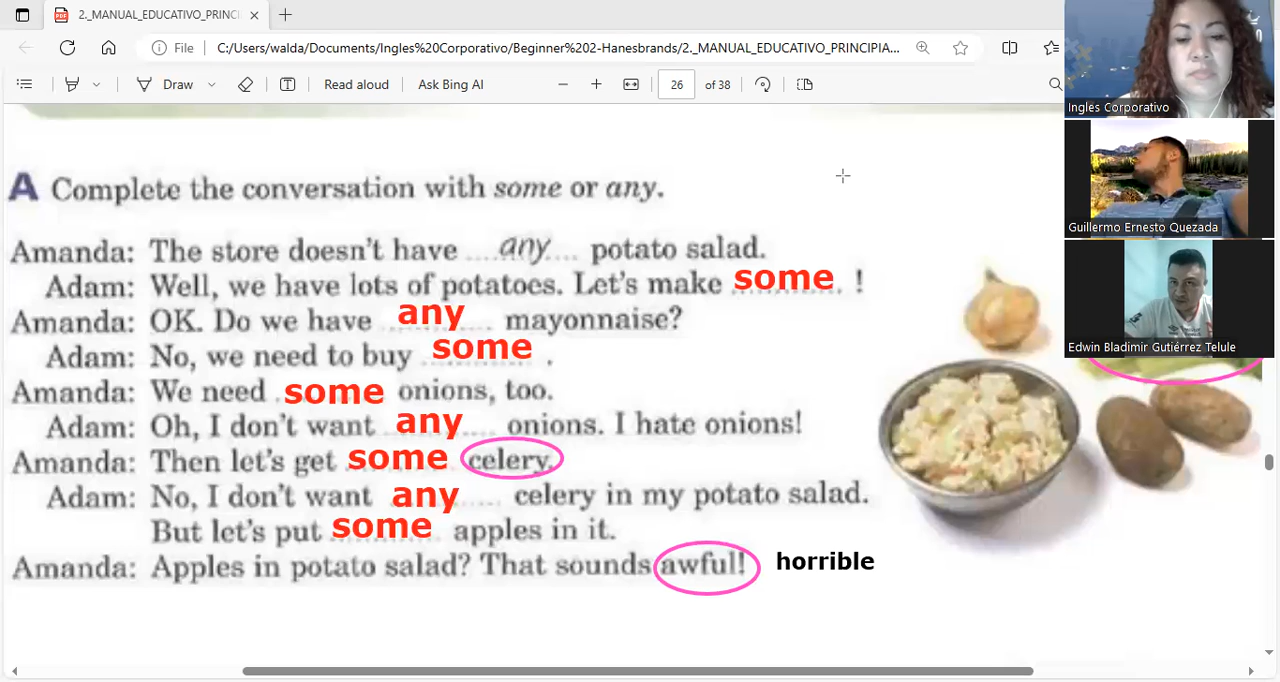 2._MANUAL_EDUCATIVO_PRINCI
File C:/Users/walda/Documents/Ingles%20Corporativo/Beginner%202-Hanesbrands/2._MANUAL_EDUCATIVO_PRINCIPIA...
Draw Read aloud Ask Bing AI 26 of 38
A Complete the conversation with some or any.
Amanda: The store doesn't have ....any.... potato salad.
Adam: Well, we have lots of potatoes. Let's make some !
Amanda: OK. Do we have any mayonnaise?
Adam: No, we need to buy some .
Amanda: We need some onions, too.
Adam: Oh, I don't want any onions. I hate onions!
Amanda: Then let's get some celery.
Adam: No, I don't want any celery in my potato salad.
But let's put some apples in it.
Amanda: Apples in potato salad? That sounds awful! horrible
Ingles Corporativo
Guillermo Ernesto Quezada
Edwin Bladimir Gutiérrez Telule